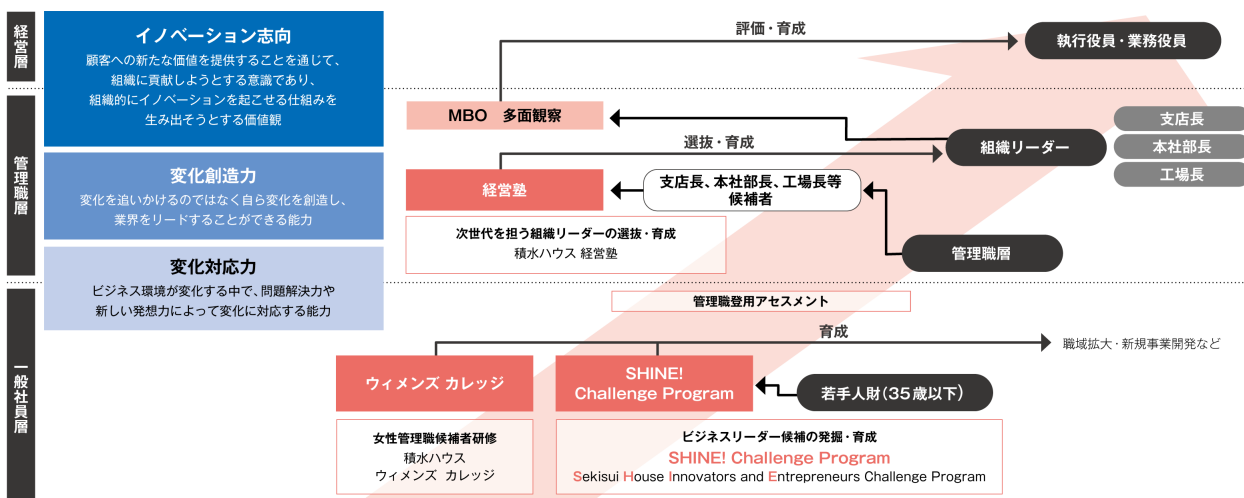 経営層
イノベーション志向
顧客への新たな価値を提供することを通じて、
組織に貢献しようとする意識であり、
組織的にイノベーションを起こせる仕組みを
生み出そうとする価値観
評価・育成
執行役員・業務役員
管理職層
MBO 多面観察
選抜・育成
組織リーダー
支店長
本社部長
工場長
変化創造力
変化を追いかけるのではなく自ら変化を創造し、
業界をリードすることができる能力
経営塾
支店長、本社部長、工場長等
候補者
次世代を担う組織リーダーの選抜・育成
積水ハウス 経営塾
管理職層
変化対応力
ビジネス環境が変化する中で、問題解決力や
新しい発想力によって変化に対応する能力
一般社員層
管理職登用アセスメント
育成
職域拡大・新規事業開発など
ウィメンズ カレッジ
SHINE!
Challenge Program
若手人財(35歳以下)
女性管理職候補者研修
積水ハウス
ウィメンズ カレッジ
ビジネスリーダー候補の発掘・育成
SHINE! Challenge Program
Sekisui House Innovators and Entrepreneurs Challenge Program